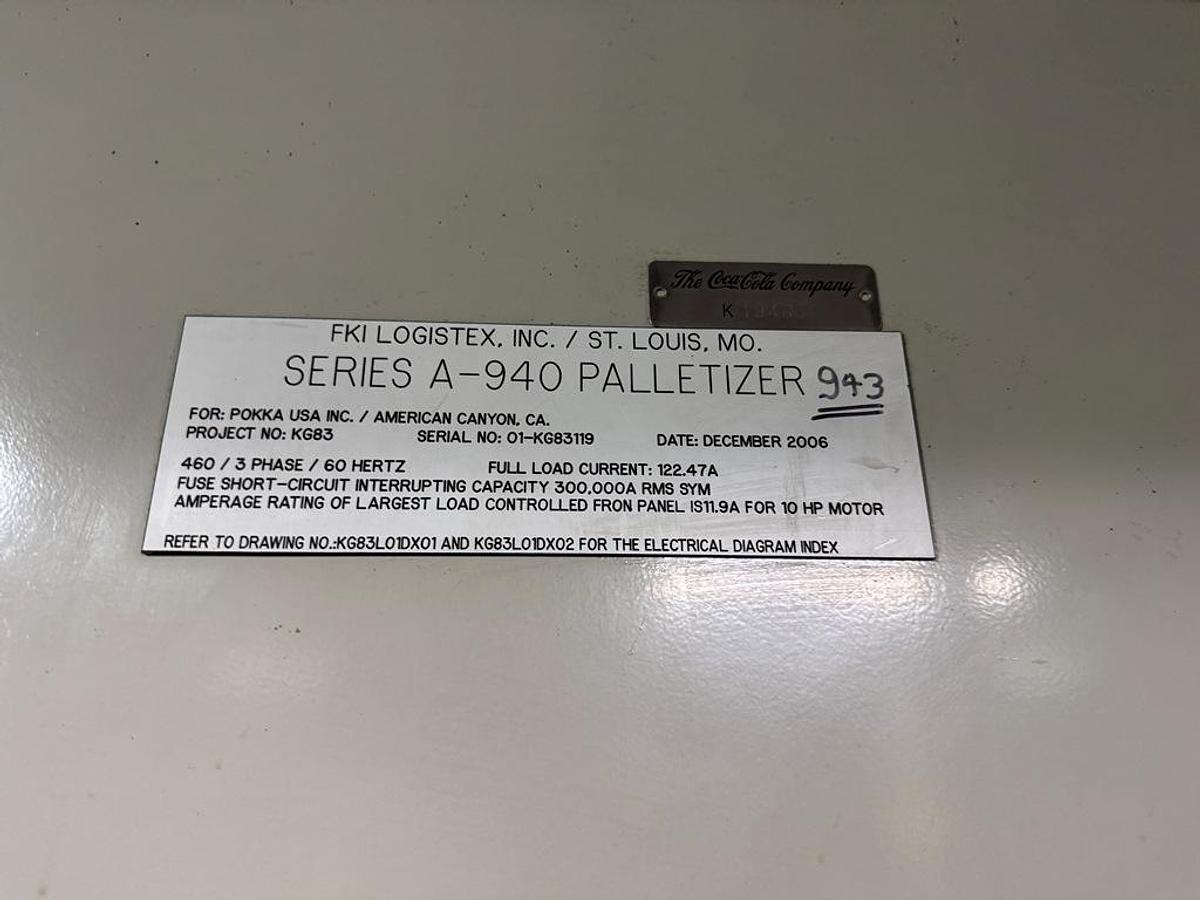 The Coca-Cola Company
K
FKI LOGISTEX, INC. / ST. LOUIS, MO.
SERIES A-940 PALLETIZER 943
FOR: POKKA USA INC. / AMERICAN CANYON, CA.
PROJECT NO: KG83 SERIAL NO: 01-KG83119 DATE: DECEMBER 2006
460 / 3 PHASE / 60 HERTZ FULL LOAD CURRENT: 122.47A
FUSE SHORT-CIRCUIT INTERRUPTING CAPACITY 300,000A RMS SYM
AMPERAGE RATING OF LARGEST LOAD CONTROLLED FRON PANEL IS11.9A FOR 10 HP MOTOR
REFER TO DRAWING NO.:KG83L01DX01 AND KG83L01DX02 FOR THE ELECTRICAL DIAGRAM INDEX